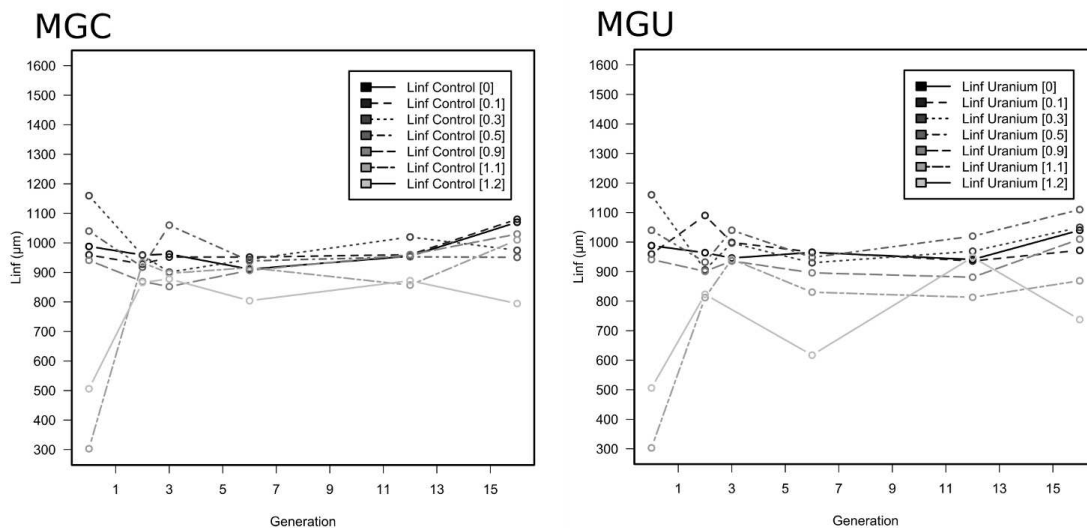 MGC
1600
1500
1400
1300
1200
1100
1000
900
800
700
600
500
400
300
Linf (µm)
Linf Control [0]
Linf Control [0.1]
Linf Control [0.3]
Linf Control [0.5]
Linf Control [0.9]
Linf Control [1.1]
Linf Control [1.2]
1 3 5 7 9 11 13 15
Generation
MGU
1600
1500
1400
1300
1200
1100
1000
900
800
700
600
500
400
300
Linf (µm)
Linf Uranium [0]
Linf Uranium [0.1]
Linf Uranium [0.3]
Linf Uranium [0.5]
Linf Uranium [0.9]
Linf Uranium [1.1]
Linf Uranium [1.2]
1 3 5 7 9 11 13 15
Generation